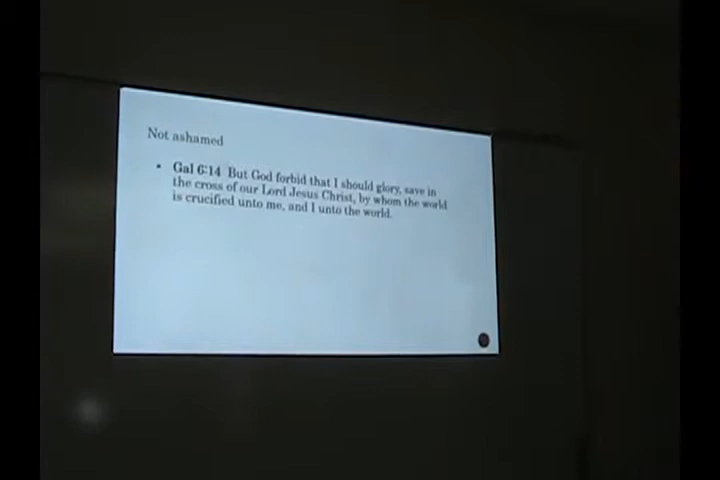 Not ashamed
• Gal 6:14 But God forbid that I should glory, save in
the cross of our Lord Jesus Christ, by whom the world
is crucified unto me, and I unto the world.